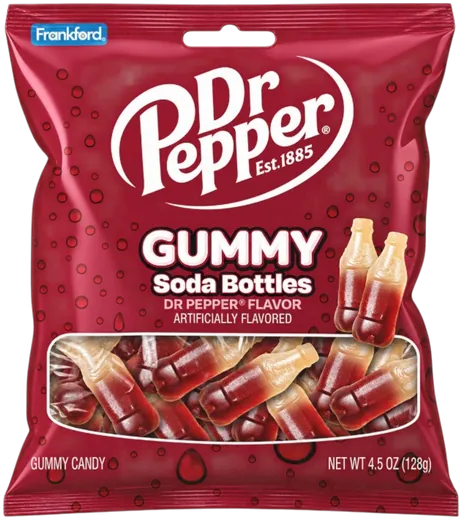 Frankford®
Dr
Pepper®
Est.1885
GUMMY
Soda Bottles
DR PEPPER® FLAVOR
ARTIFICIALLY FLAVORED
GUMMY CANDY
NET WT 4.5 OZ (128g)